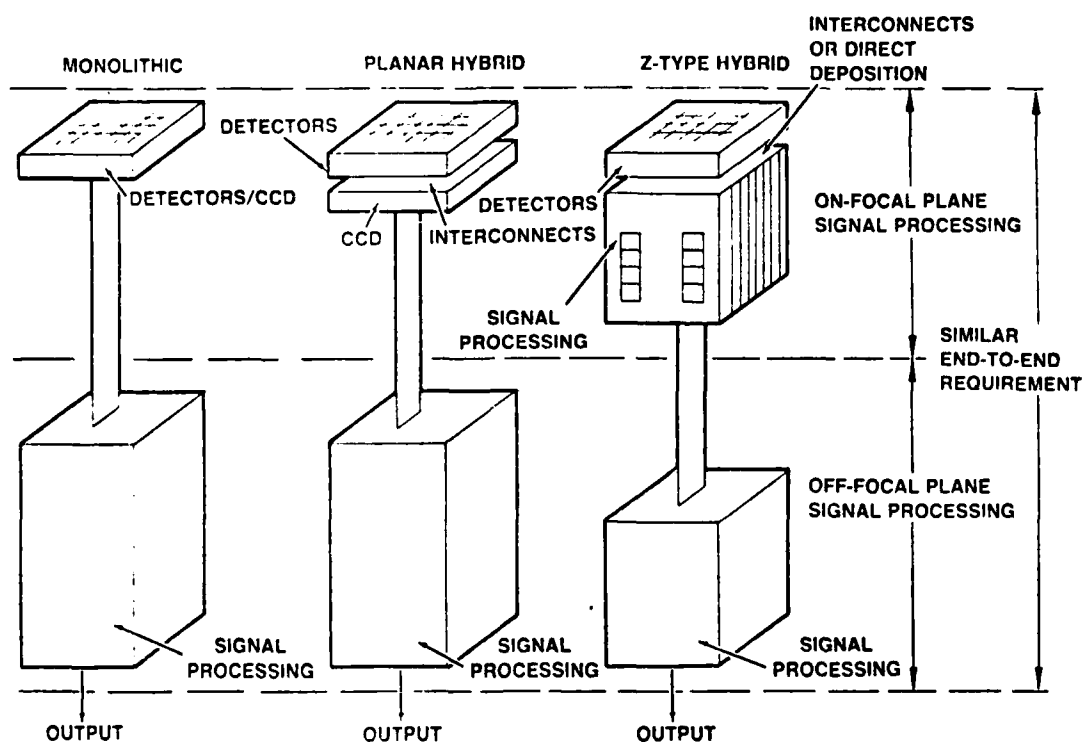 MONOLITHIC
PLANAR HYBRID
Z-TYPE HYBRID
INTERCONNECTS
OR DIRECT
DEPOSITION
DETECTORS
DETECTORS/CCD
CCD
INTERCONNECTS
DETECTORS
SIGNAL
PROCESSING
ON-FOCAL PLANE
SIGNAL PROCESSING
SIMILAR
END-TO-END
REQUIREMENT
OFF-FOCAL PLANE
SIGNAL PROCESSING
SIGNAL
PROCESSING
SIGNAL
PROCESSING
SIGNAL
PROCESSING
OUTPUT
OUTPUT
OUTPUT